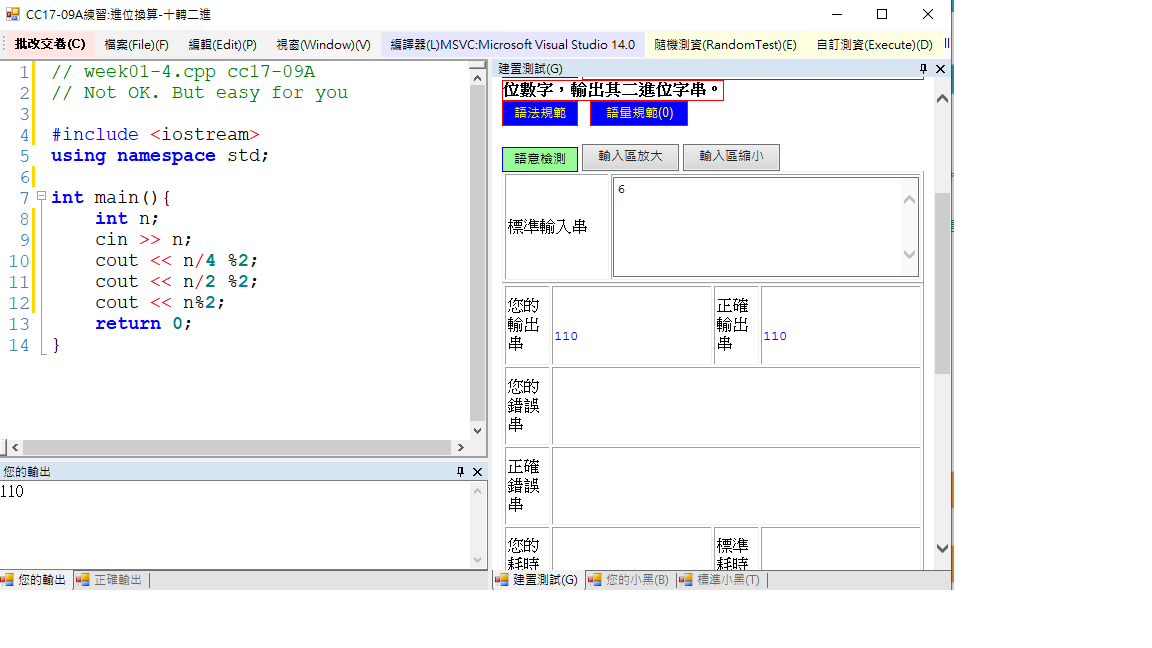 CC17-09A練習:進位換算-十轉二進
批改交卷(C) 檔案(File)(F) 編輯(Edit)(P) 視窗(Window)(V) 編譯器(L)MSVC:Microsoft Visual Studio 14.0 隨機測資(RandomTest)(E) 自訂測資(Execute)(D)
1 // week01-4.cpp cc17-09A
2 // Not OK. But easy for you
3
4 #include <iostream>
5 using namespace std;
6
7 int main(){
8 int n;
9 cin >> n;
10 cout << n/4 %2;
11 cout << n/2 %2;
12 cout << n%2;
13 return 0;
14 }
您的輸出
110
您的輸出 正確輸出
建置測試(G)
位數字，輸出其二進位字串。
語法規範 語量規範(0)
語意檢測 輸入區放大 輸入區縮小
標準輸入串 6
您的
輸出
串
110
正確
輸出
串
110
您的
錯誤
串
正確
錯誤
串
您的
耗時
標準
耗時
建置測試(G) 您的小黑(B) 標準小黑(T)